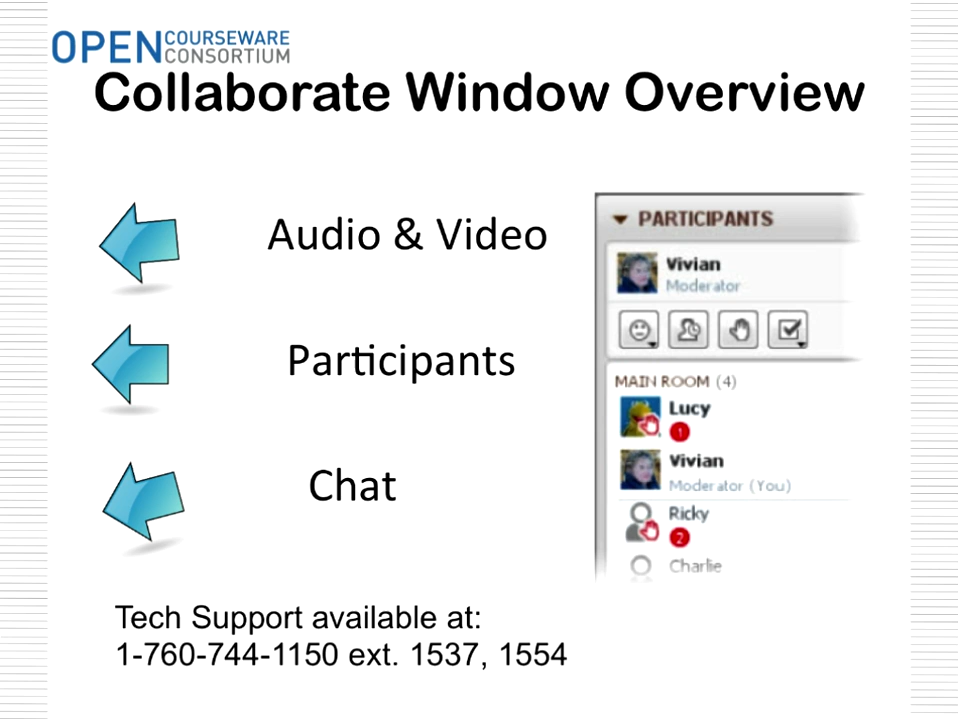 OPEN COURSEWARE CONSORTIUM
Collaborate Window Overview
Audio & Video
Participants
Chat
PARTICIPANTS
Vivian
Moderator
MAIN ROOM (4)
Lucy
1
Vivian
Moderator (You)
Ricky
2
Charlie
Tech Support available at:
1-760-744-1150 ext. 1537, 1554